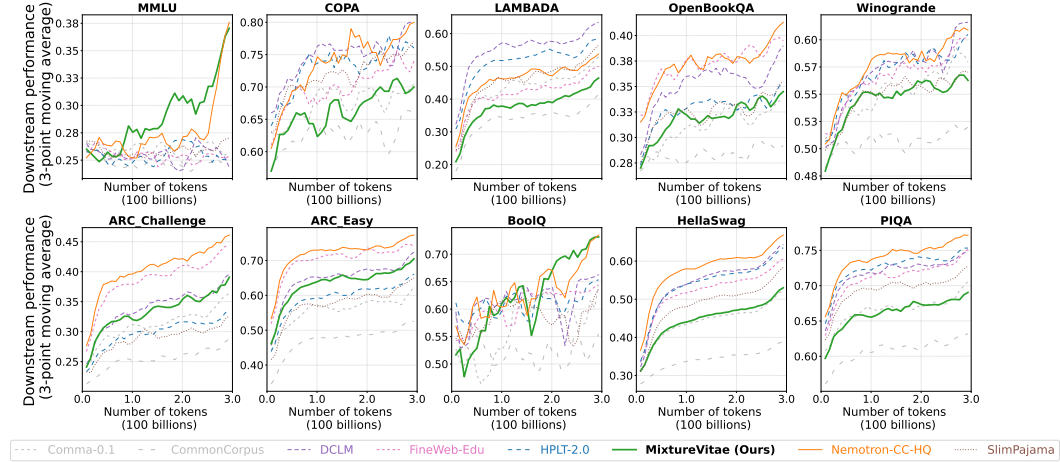 MMLU
COPA
LAMBADA
OpenBookQA
Winogrande
Downstream performance
(3-point moving average)
0.38
0.35
0.33
0.30
0.28
0.25
0.80
0.75
0.70
0.65
0.60
0.60
0.50
0.40
0.30
0.20
0.40
0.38
0.35
0.33
0.30
0.28
0.60
0.57
0.55
0.53
0.50
0.48
Number of tokens
(100 billions)
Number of tokens
(100 billions)
Number of tokens
(100 billions)
Number of tokens
(100 billions)
Number of tokens
(100 billions)
ARC_Challenge
ARC_Easy
BoolQ
HellaSwag
PIQA
Downstream performance
(3-point moving average)
0.45
0.40
0.35
0.30
0.25
0.70
0.60
0.50
0.40
0.70
0.65
0.60
0.55
0.50
0.60
0.50
0.40
0.30
0.75
0.70
0.65
0.60
0.0 1.0 2.0 3.0
0.0 1.0 2.0 3.0
0.0 1.0 2.0 3.0
0.0 1.0 2.0 3.0
0.0 1.0 2.0 3.0
Number of tokens
(100 billions)
Number of tokens
(100 billions)
Number of tokens
(100 billions)
Number of tokens
(100 billions)
Number of tokens
(100 billions)
Comma-0.1 CommonCorpus DCLM FineWeb-Edu HPLT-2.0 MixtureVitae (Ours) Nemotron-CC-HQ SlimPajama